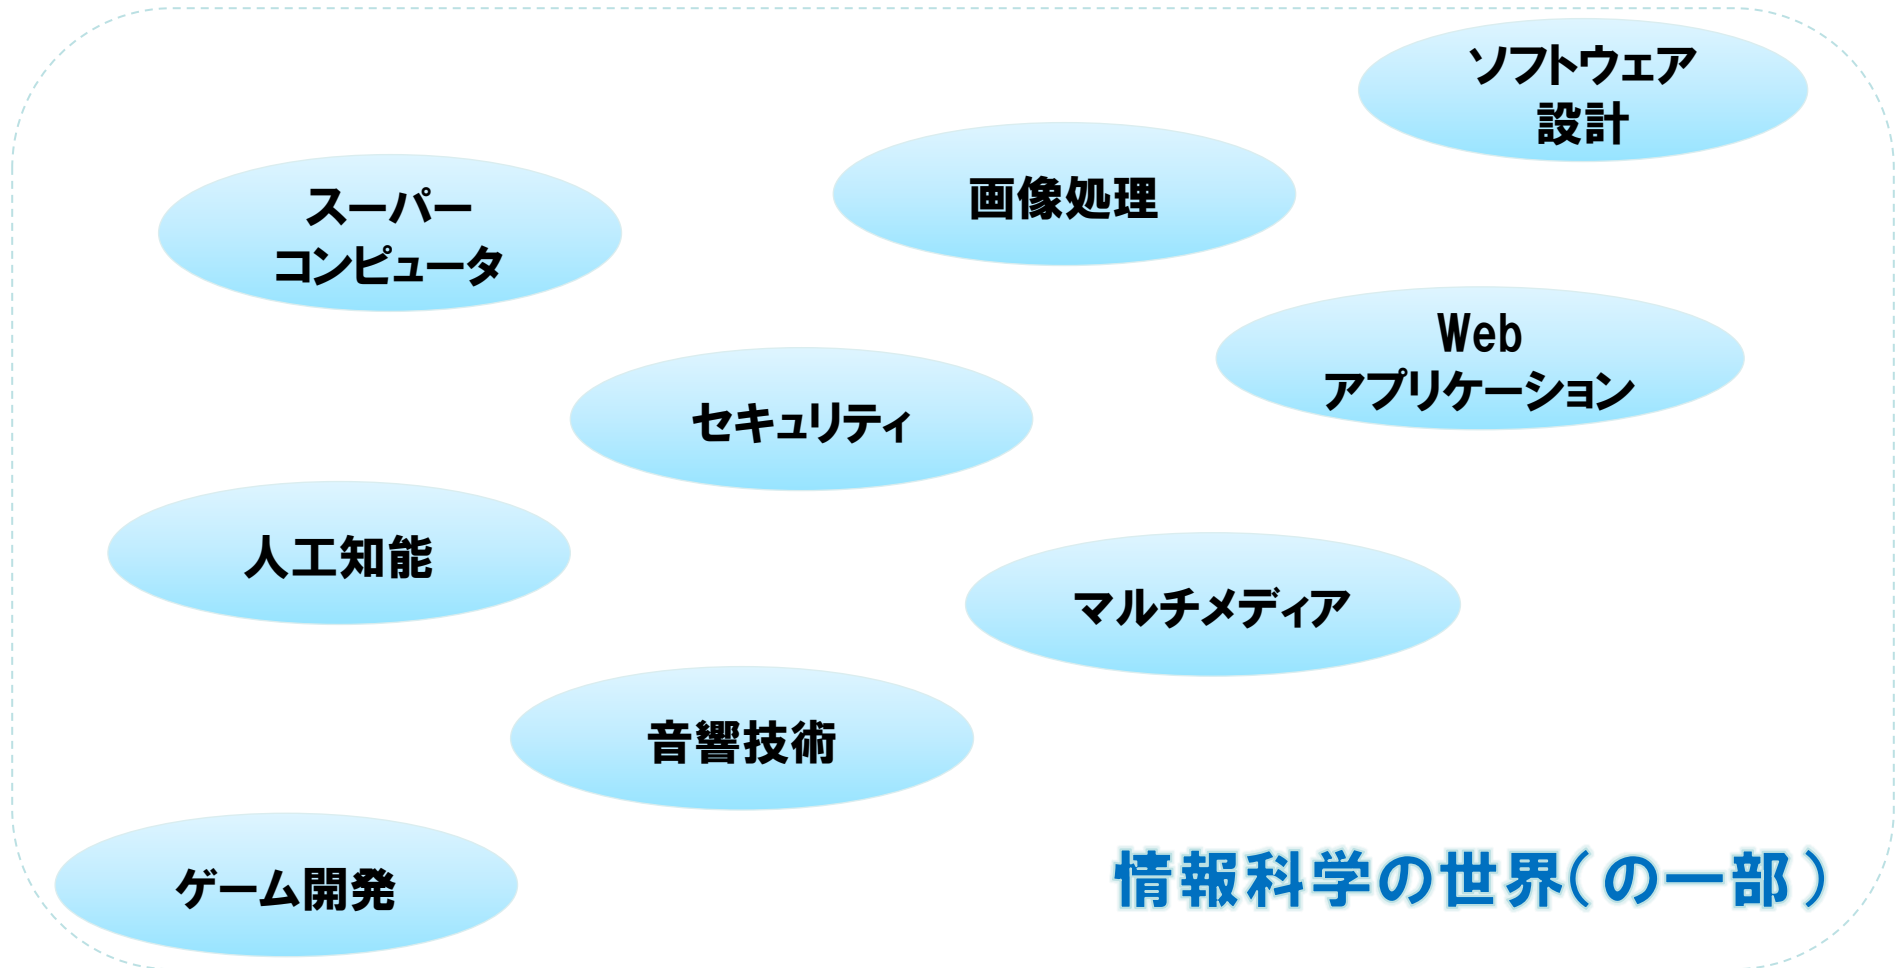 ソフトウェア
設計
画像処理
スーパー
コンピュータ
Web
アプリケーション
セキュリティ
人工知能
マルチメディア
音響技術
ゲーム開発
情報科学の世界（の一部）